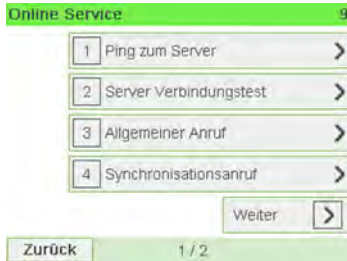 Online Service 9
1 Ping zum Server
2 Server Verbindungstest
3 Allgemeiner Anruf
4 Synchronisationsanruf
Weiter
Zurück 1 / 2